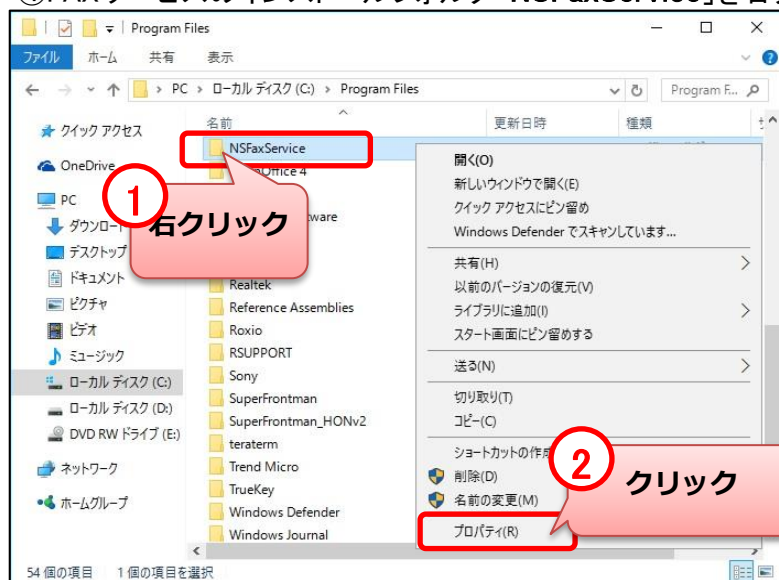 Program Files
ファイル ホーム 共有 表示
PC › ローカル ディスク (C:) › Program Files
Program F...
クイック アクセス
OneDrive
PC
デスクトップ
ドキュメント
ピクチャ
ビデオ
ミュージック
ローカル ディスク (C:)
ローカル ディスク (D:)
DVD RW ドライブ (E:)
ネットワーク
ホームグループ
名前 更新日時 種類
NSFaxService
Realtek
Reference Assemblies
Roxio
RSUPPORT
Sony
SuperFrontman
SuperFrontman_HONv2
teraterm
Trend Micro
TrueKey
Windows Defender
Windows Journal
1
右クリック
開く(O)
新しいウィンドウで開く(E)
クイック アクセスにピン留め
Windows Defender でスキャンしています...
共有(H)
以前のバージョンの復元(V)
ライブラリに追加(I)
スタート画面にピン留めする
送る(N)
切り取り(T)
コピー(C)
ショートカットの作成
削除(D)
名前の変更(M)
プロパティ(R)
2
クリック
54 個の項目 1 個の項目を選択